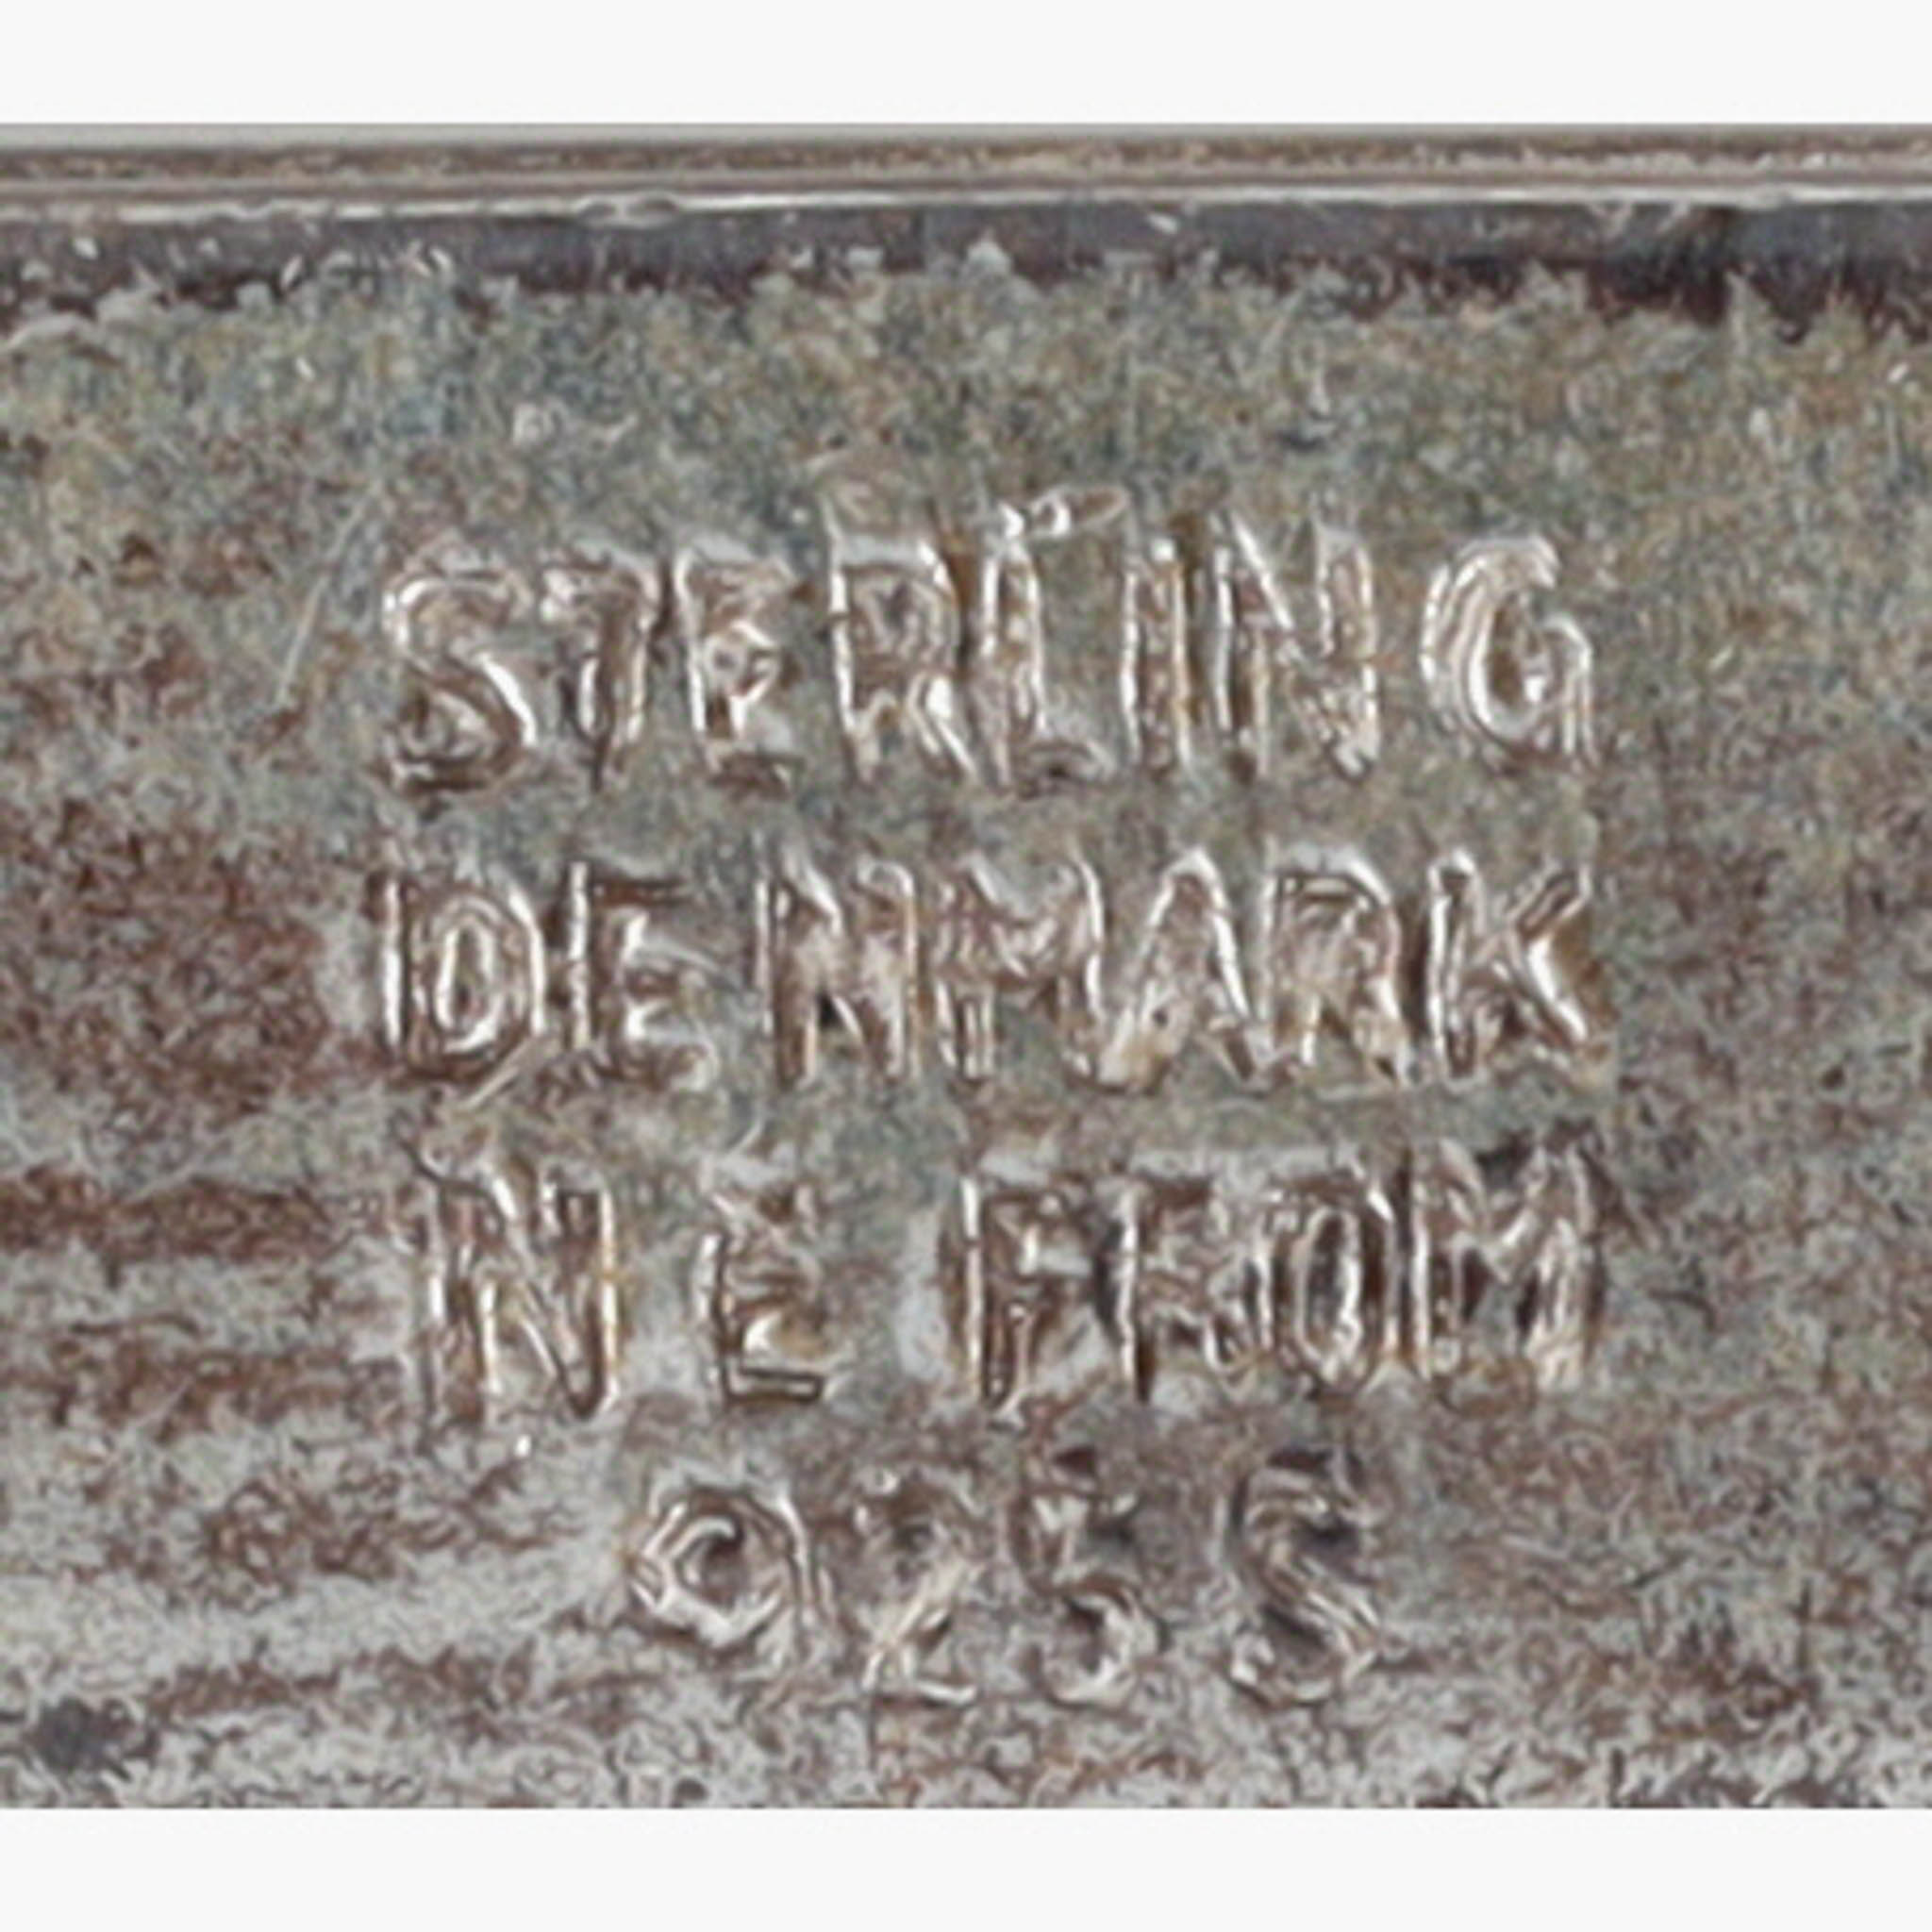 STERLING
DENMARK
N E FROM
925 S